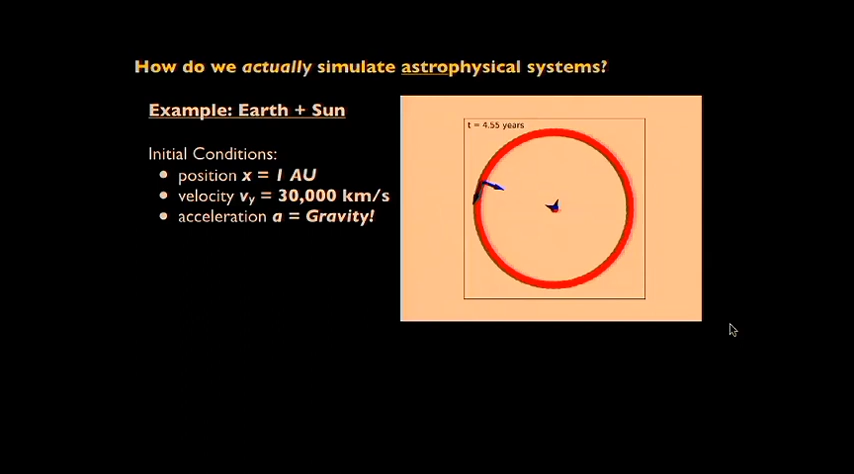 How do we actually simulate astrophysical systems?
Example: Earth + Sun
t = 4.55 years
Initial Conditions:
• position x = 1 AU
• velocity vy = 30,000 km/s
• acceleration a = Gravity!